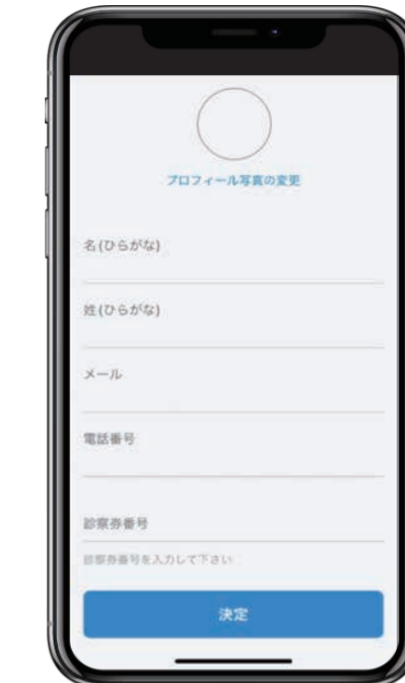 プロフィール写真の変更
名(ひらがな)
姓(ひらがな)
メール
電話番号
診察券番号
診察券番号を入力して下さい
決定